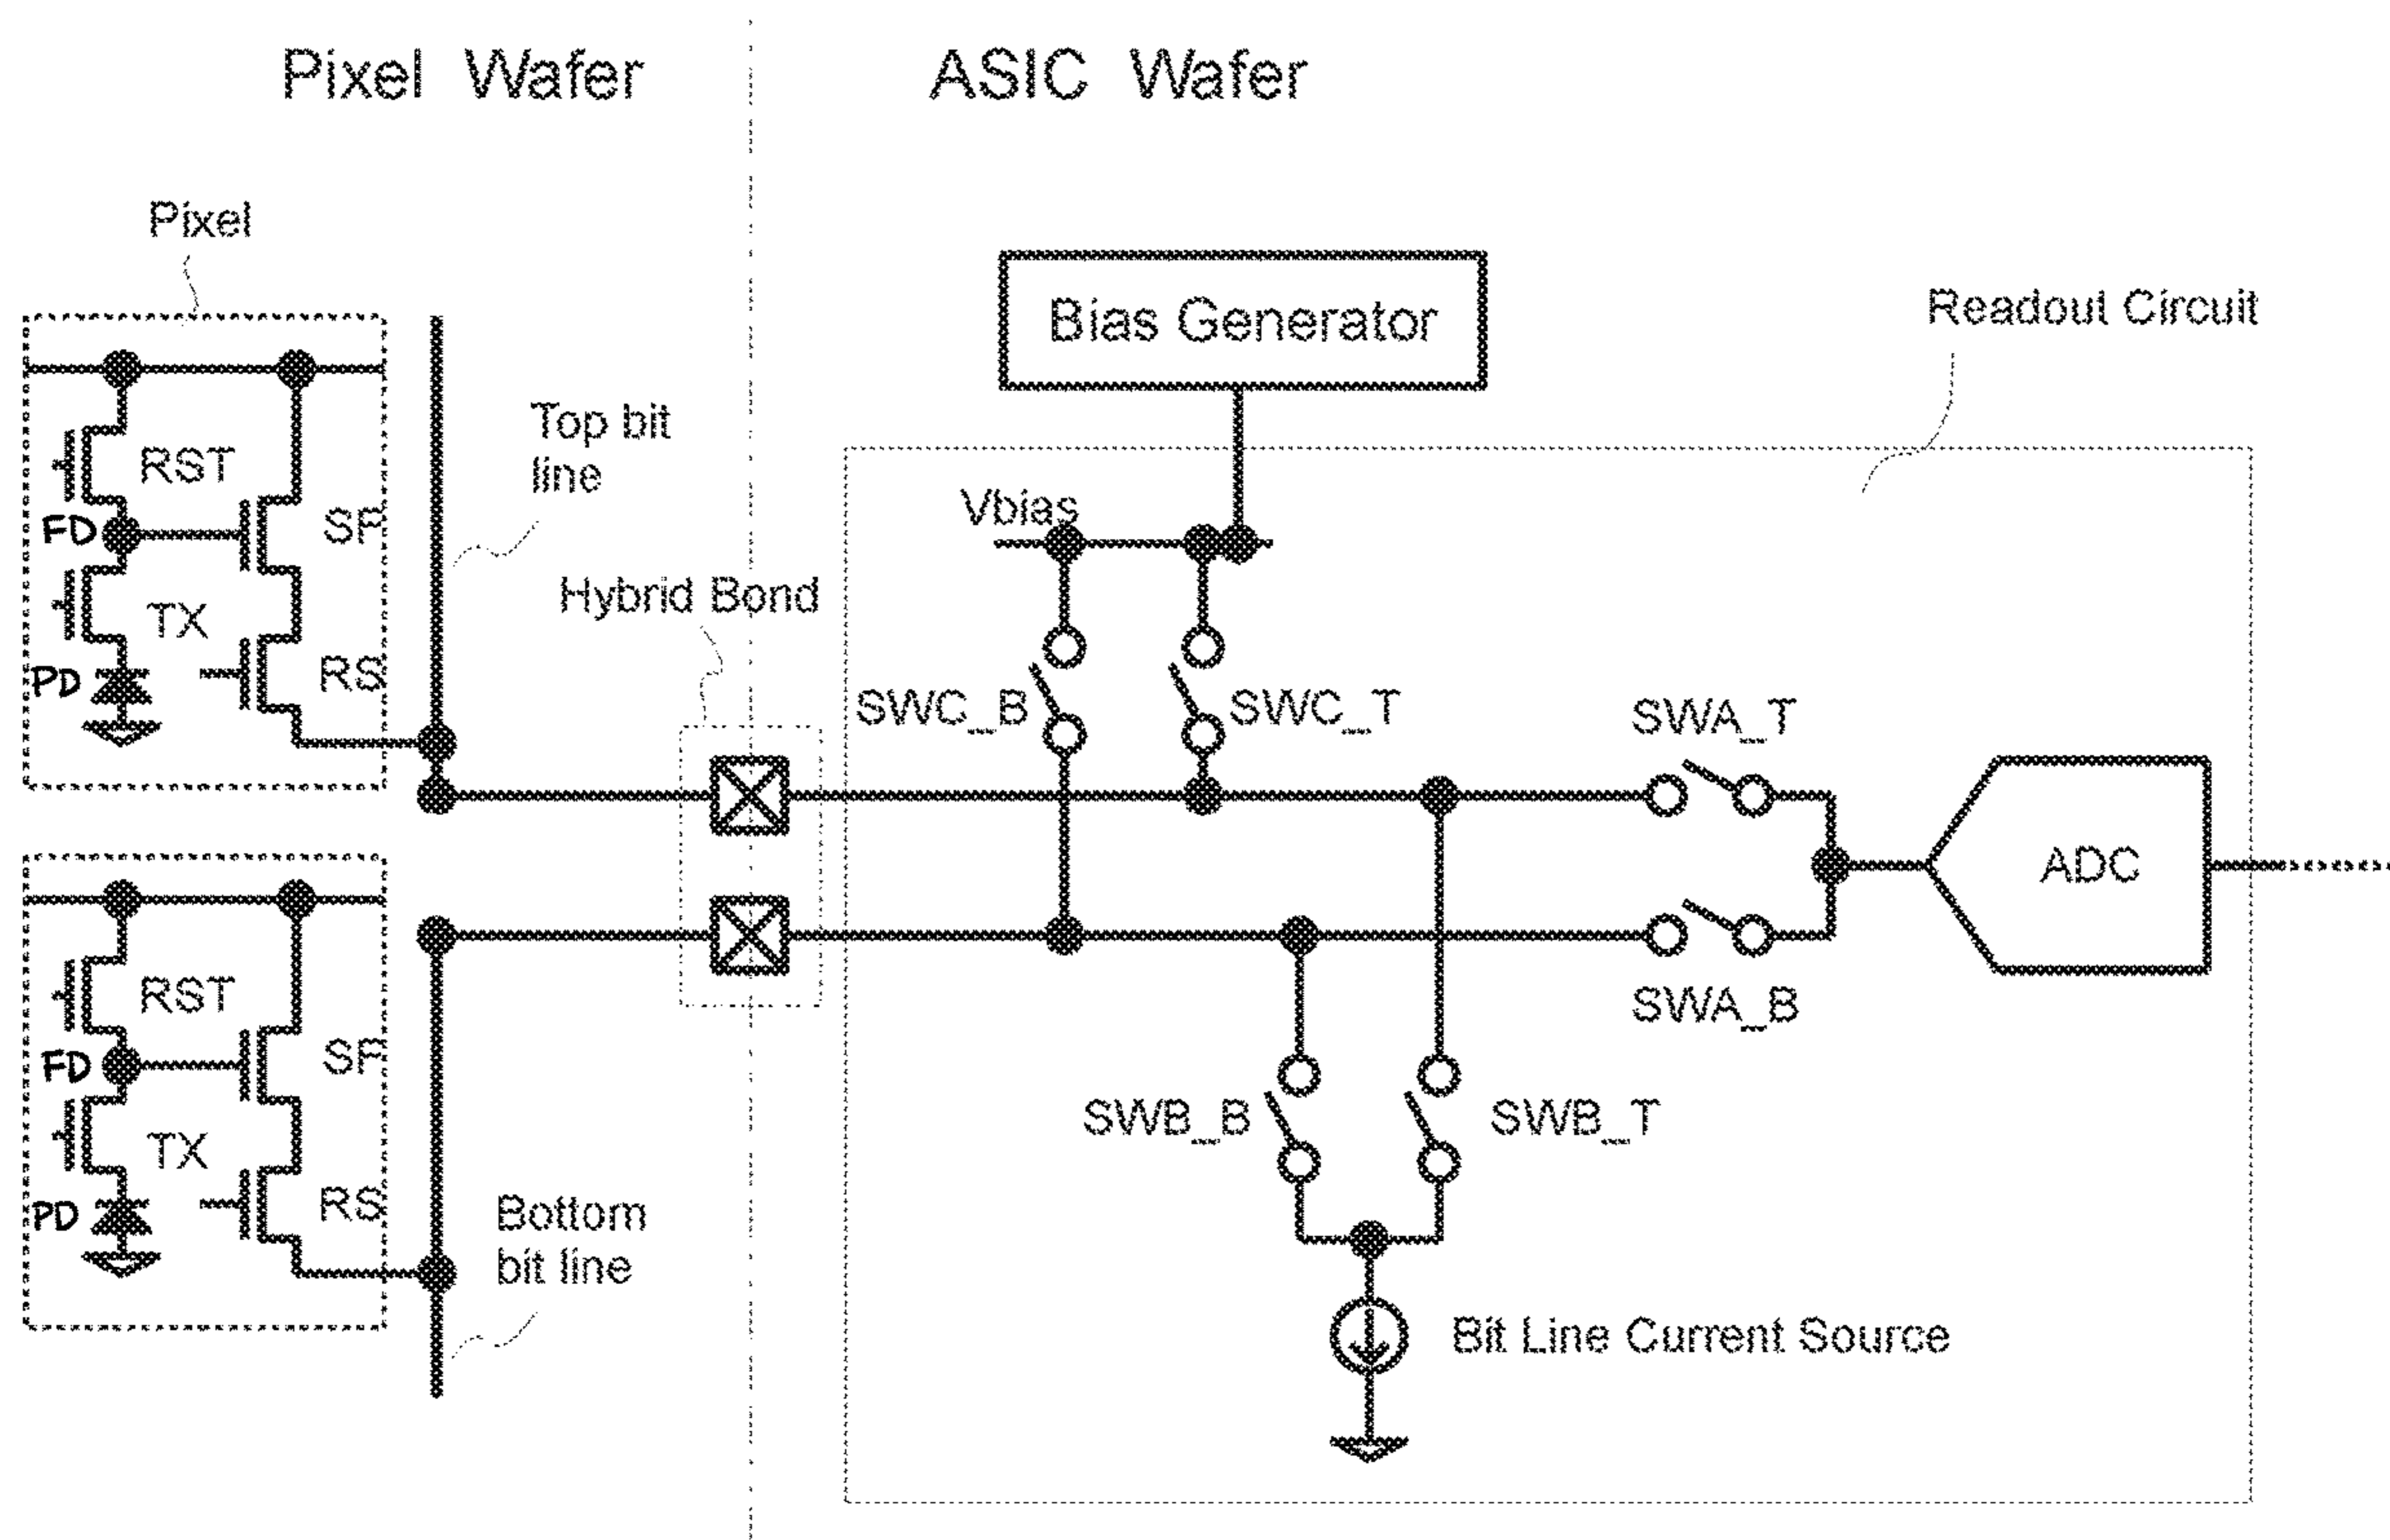 Pixel Wafer
ASIC Wafer
Pixel
Bias Generator
Readout Circuit
Top bit
line
RST
Vbias
FD
SF
Hybrid Bond
TX
PD
RS
SWC_B
SWC_T
SWA_T
ADC
RST
SWA_B
FD
SF
SWB_B
SWB_T
TX
PD
RS
Bottom
bit line
Bit Line Current Source